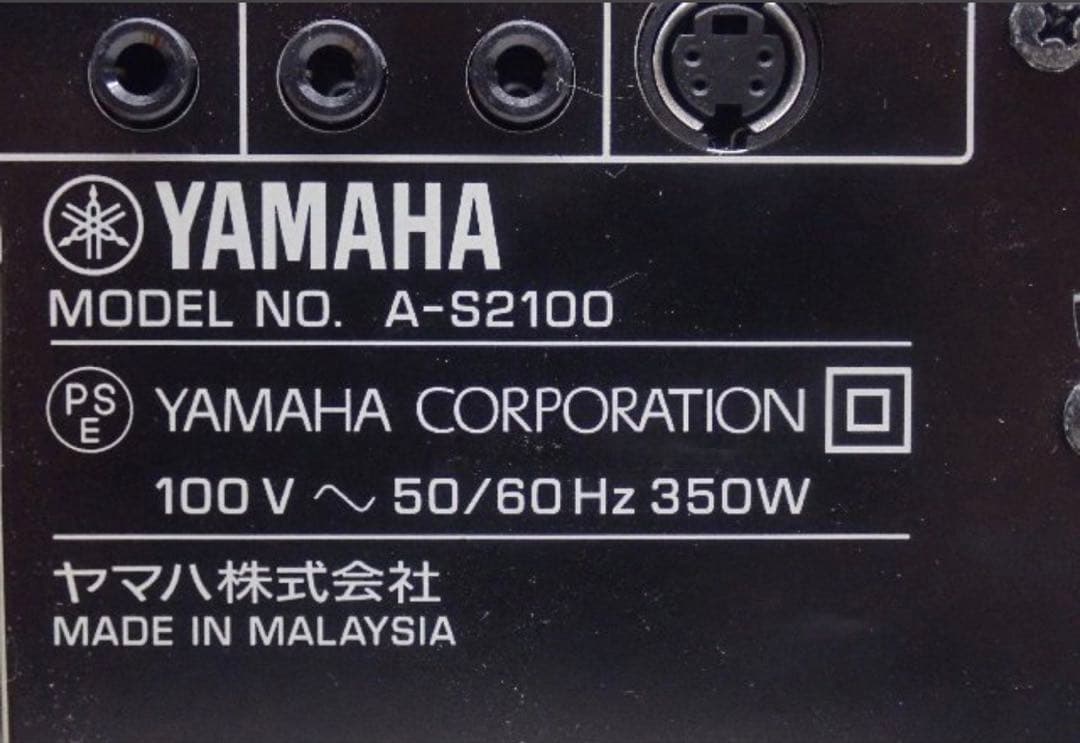 YAMAHA
MODEL NO. A-S2100
PSE YAMAHA CORPORATION
100V ～ 50/60Hz 350W
ヤマハ株式会社
MADE IN MALAYSIA